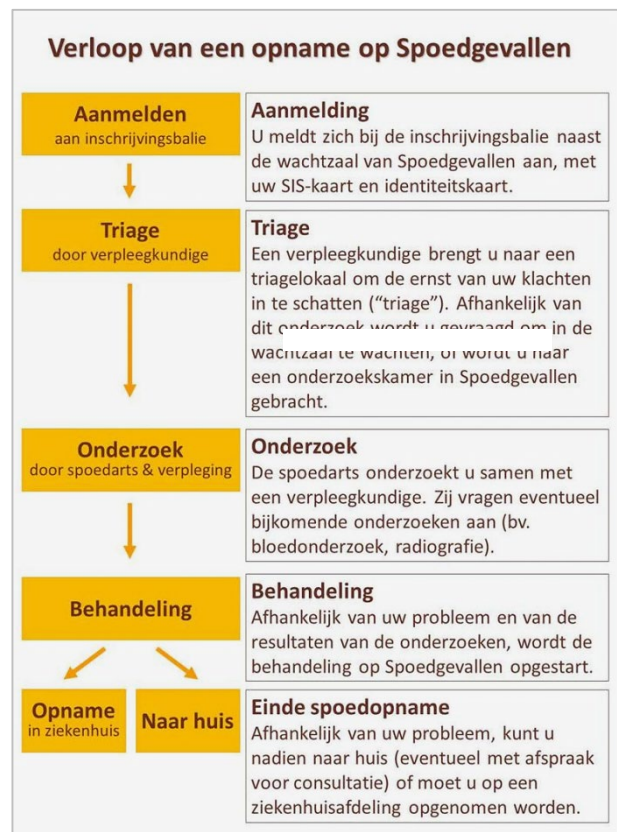 Verloop van een opname op Spoedgevallen
Aanmelden
aan inschrijvingsbalie
Aanmelding
U meldt zich bij de inschrijvingsbalie naast
de wachtzaal van Spoedgevallen aan, met
uw SIS-kaart en identiteitskaart.
Triage
door verpleegkundige
Triage
Een verpleegkundige brengt u naar een
triagelokaal om de ernst van uw klachten
in te schatten (“triage”). Afhankelijk van
dit onderzoek wordt u gevraagd om in de
wachtzaal te wachten, of wordt u naar
een onderzoekskamer in Spoedgevallen
gebracht.
Onderzoek
door spoedarts & verpleging
Onderzoek
De spoedarts onderzoekt u samen met
een verpleegkundige. Zij vragen eventueel
bijkomende onderzoeken aan (bv.
bloedonderzoek, radiografie).
Behandeling
Behandeling
Afhankelijk van uw probleem en van de
resultaten van de onderzoeken, wordt de
behandeling op Spoedgevallen opgestart.
Opname
in ziekenhuis
Naar huis
Einde spoedopname
Afhankelijk van uw probleem, kunt u
nadien naar huis (eventueel met afspraak
voor consultatie) of moet u op een
ziekenhuisafdeling opgenomen worden.